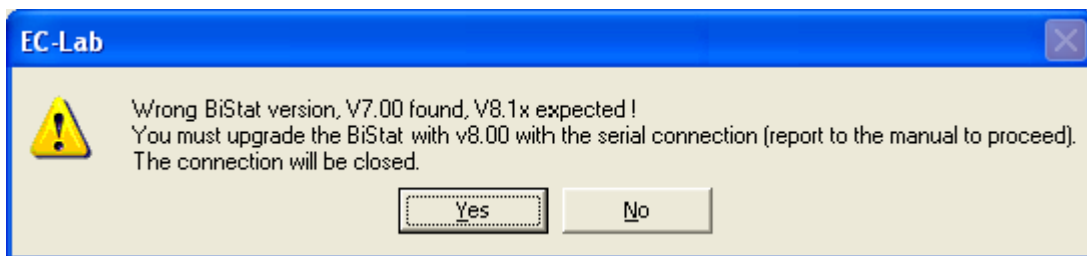 EC-Lab
Wrong BiStat version, V7.00 found, V8.1x expected !
You must upgrade the BiStat with v8.00 with the serial connection (report to the manual to proceed).
The connection will be closed.
Yes
No